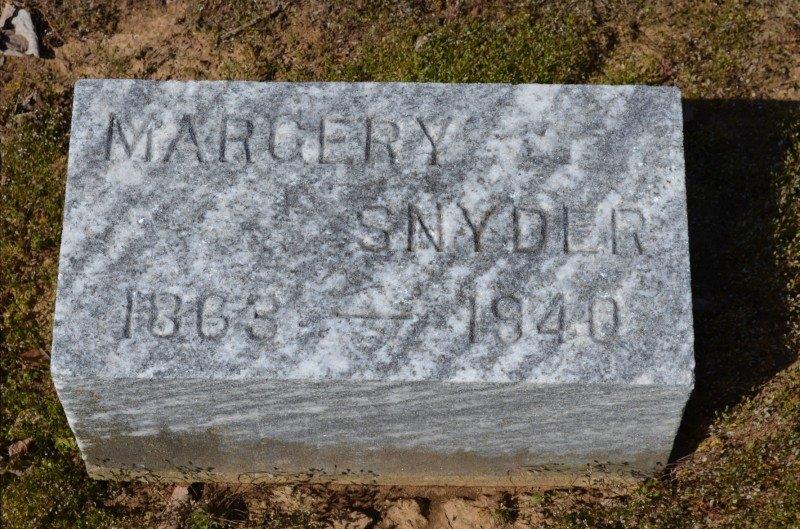 MARGERY
SNYDER
1863 — 1940